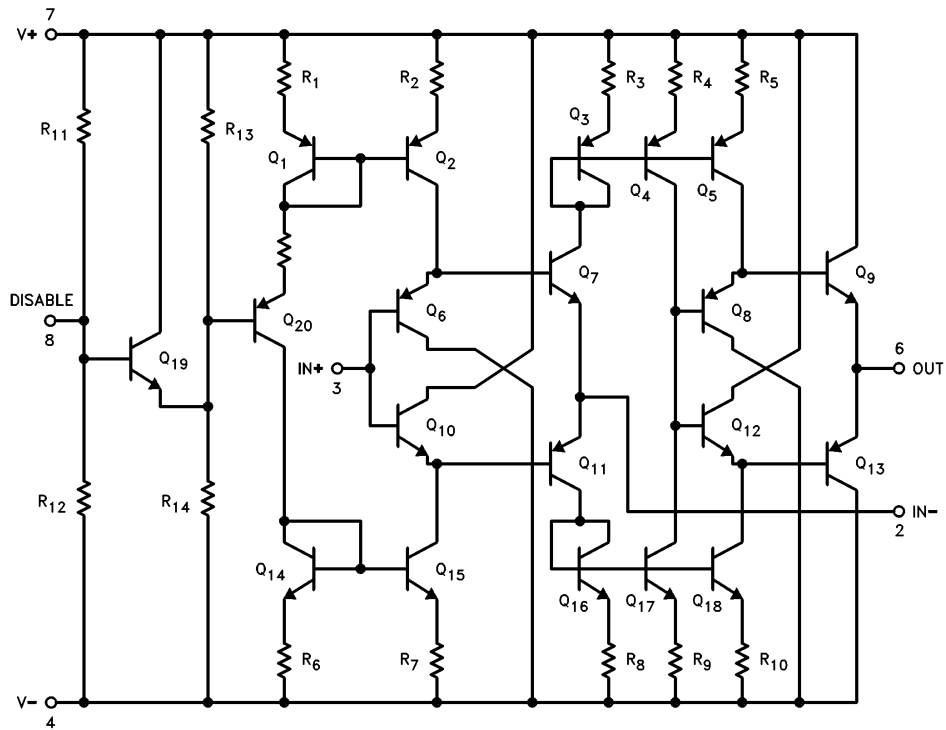 7
V+
R1 R2 R3 R4 R5
R11 R13
Q3
Q1 Q2 Q4 Q5
DISABLE
8
Q7 Q9
Q20 Q6 Q8
Q19
IN+
3
6
OUT
Q10 Q12
Q11 Q13
R12 R14
IN−
2
Q14 Q15
Q16 Q17 Q18
R6 R7 R8 R9 R10
V−
4